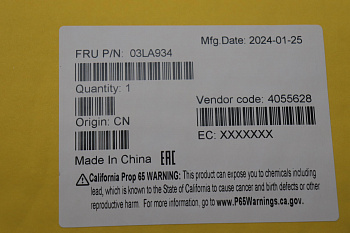 Mfg.Date: 2024-01-25
FRU P/N: 03LA934
Quantity: 1
Vendor code: 4055628
Origin: CN
EC: XXXXXXX
Made In China EAC
California Prop 65 WARNING: This product can expose you to chemicals including
lead, which is known to the State of California to cause cancer and birth defects or other
reproductive harm. For more information, go to www.P65Warnings.ca.gov.